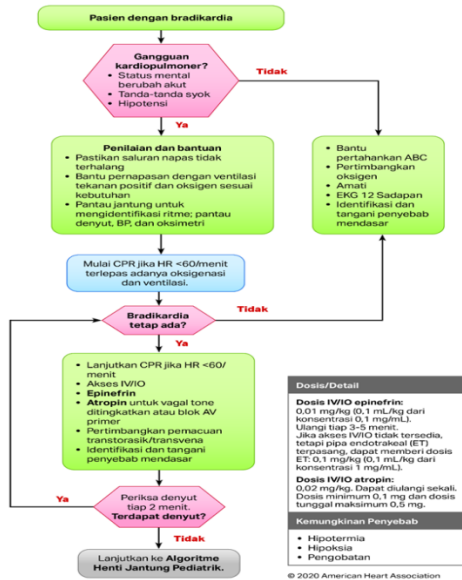 Pasien dengan bradikardia
Gangguan
kardiopulmoner?
• Status mental
berubah akut
• Tanda-tanda syok
• Hipotensi
Tidak
Ya
Penilaian dan bantuan
• Pastikan saluran napas tidak
terhalang
• Bantu pernapasan dengan ventilasi
tekanan positif dan oksigen sesuai
kebutuhan
• Pantau jantung untuk
mengidentifikasi ritme; pantau
denyut, BP, dan oksimetri
• Bantu
pertahankan ABC
• Pertimbangkan
oksigen
• Amati
• EKG 12 Sadapan
• Identifikasi dan
tangani penyebab
mendasar
Mulai CPR jika HR <60/menit
terlepas adanya oksigenasi
dan ventilasi.
Bradikardia
tetap ada?
Tidak
Ya
• Lanjutkan CPR jika HR <60/
menit
• Akses IV/IO
• Epinefrin
• Atropin untuk vagal tone
ditingkatkan atau blok AV
primer
• Pertimbangkan pemacuan
transtorasik/transvena
• Identifikasi dan tangani
penyebab mendasar
Ya
Periksa denyut
tiap 2 menit.
Terdapat denyut?
Tidak
Lanjutkan ke Algoritme
Henti Jantung Pediatrik.
Dosis/Detail
Dosis IV/IO epinefrin:
0,01 mg/kg (0,1 mL/kg dari
konsentrasi 0,1 mg/mL).
Ulangi tiap 3-5 menit.
Jika akses IV/IO tidak tersedia,
tetapi pipa endotrakeal (ET)
terpasang, dapat memberi dosis
ET: 0,1 mg/kg (0,1 mL/kg dari
konsentrasi 1 mg/mL).
Dosis IV/IO atropin:
0,02 mg/kg. Dapat diulangi sekali.
Dosis minimum 0,1 mg dan dosis
tunggal maksimum 0,5 mg.
Kemungkinan Penyebab
• Hipotermia
• Hipoksia
• Pengobatan
© 2020 American Heart Association